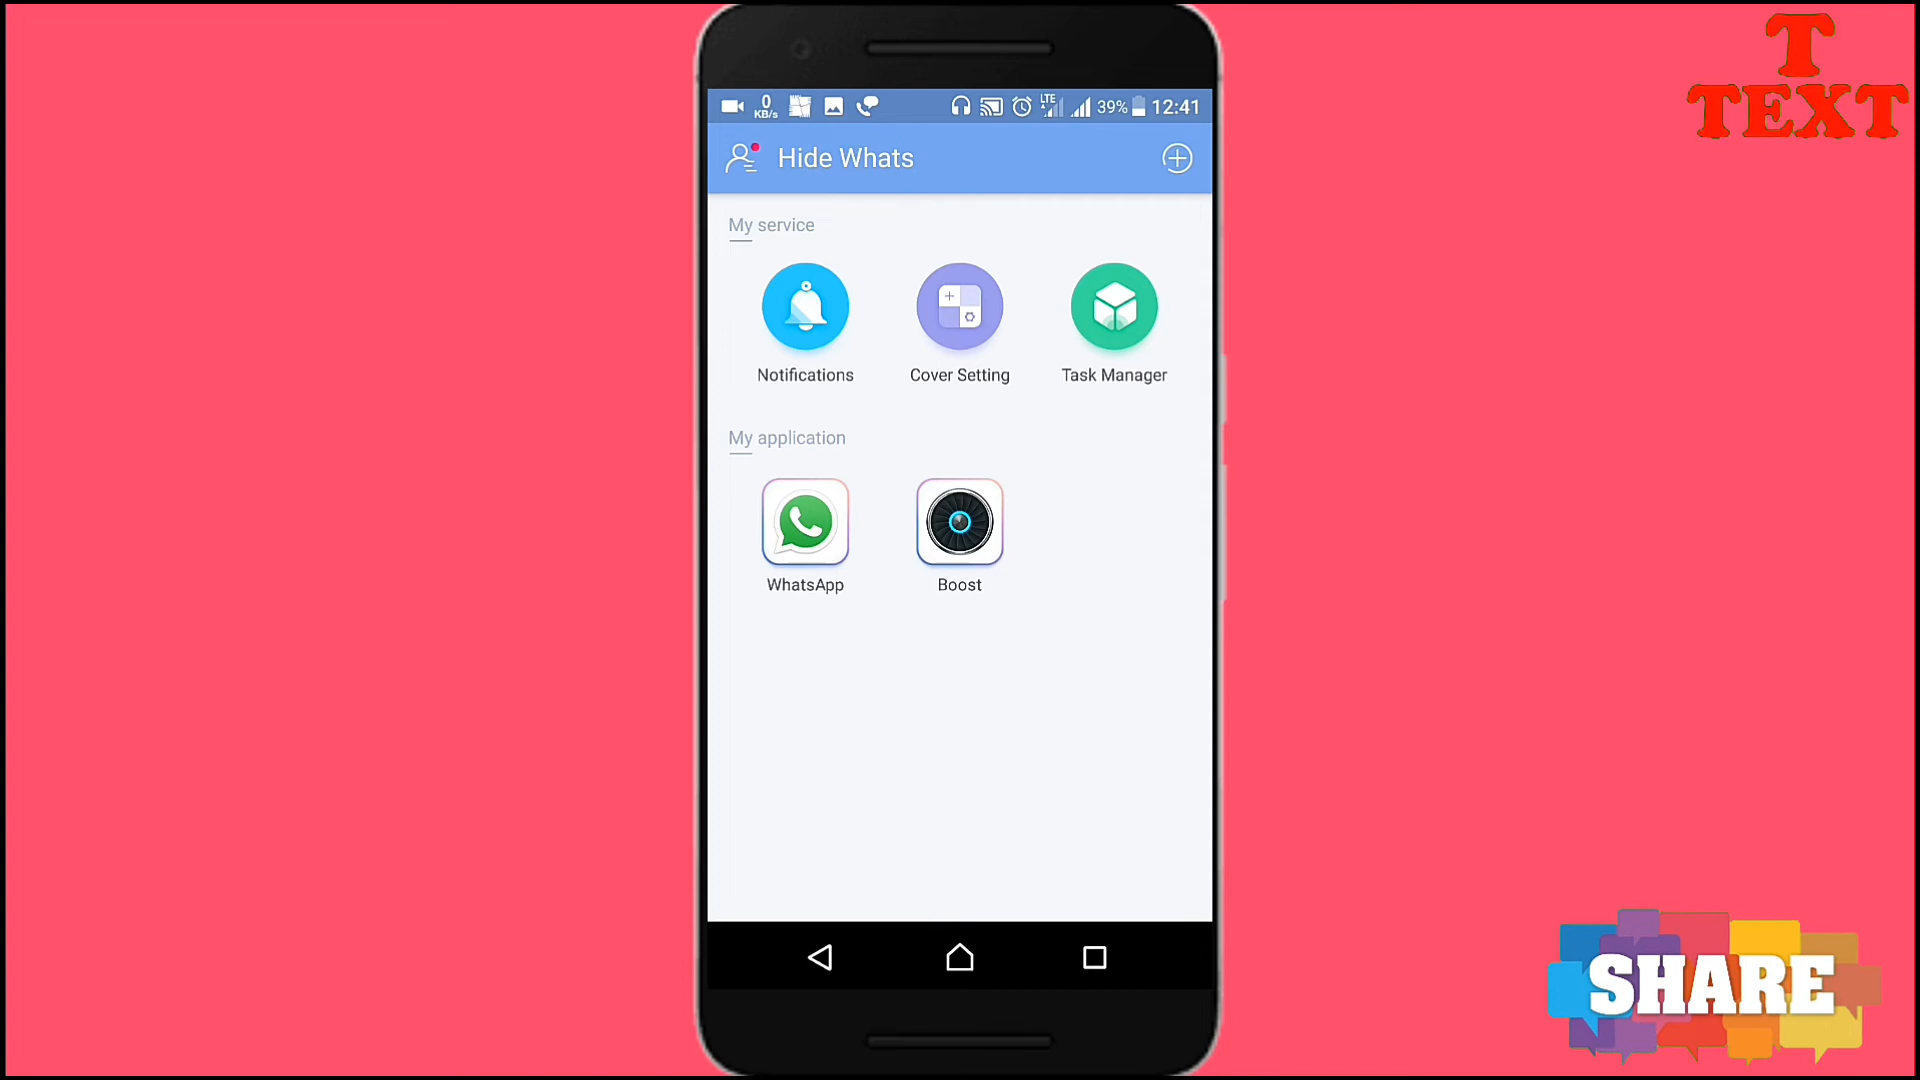 T
TEXT
0
KB/s
LTE
39%
12:41
Hide Whats
My service
Notifications
Cover Setting
Task Manager
My application
WhatsApp
Boost
SHARE